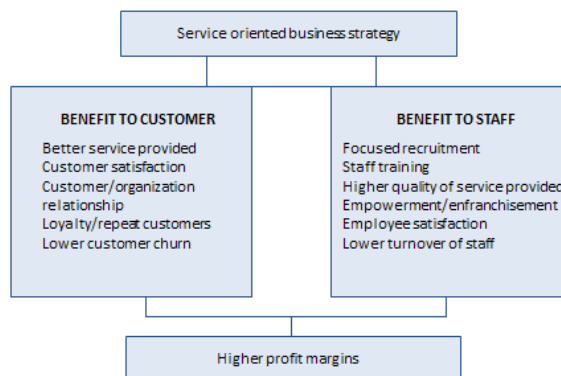 Service oriented business strategy
BENEFIT TO CUSTOMER
Better service provided
Customer satisfaction
Customer/organization
relationship
Loyalty/repeat customers
Lower customer churn
BENEFIT TO STAFF
Focused recruitment
Staff training
Higher quality of service provided
Empowerment/enfranchisement
Employee satisfaction
Lower turnover of staff
Higher profit margins